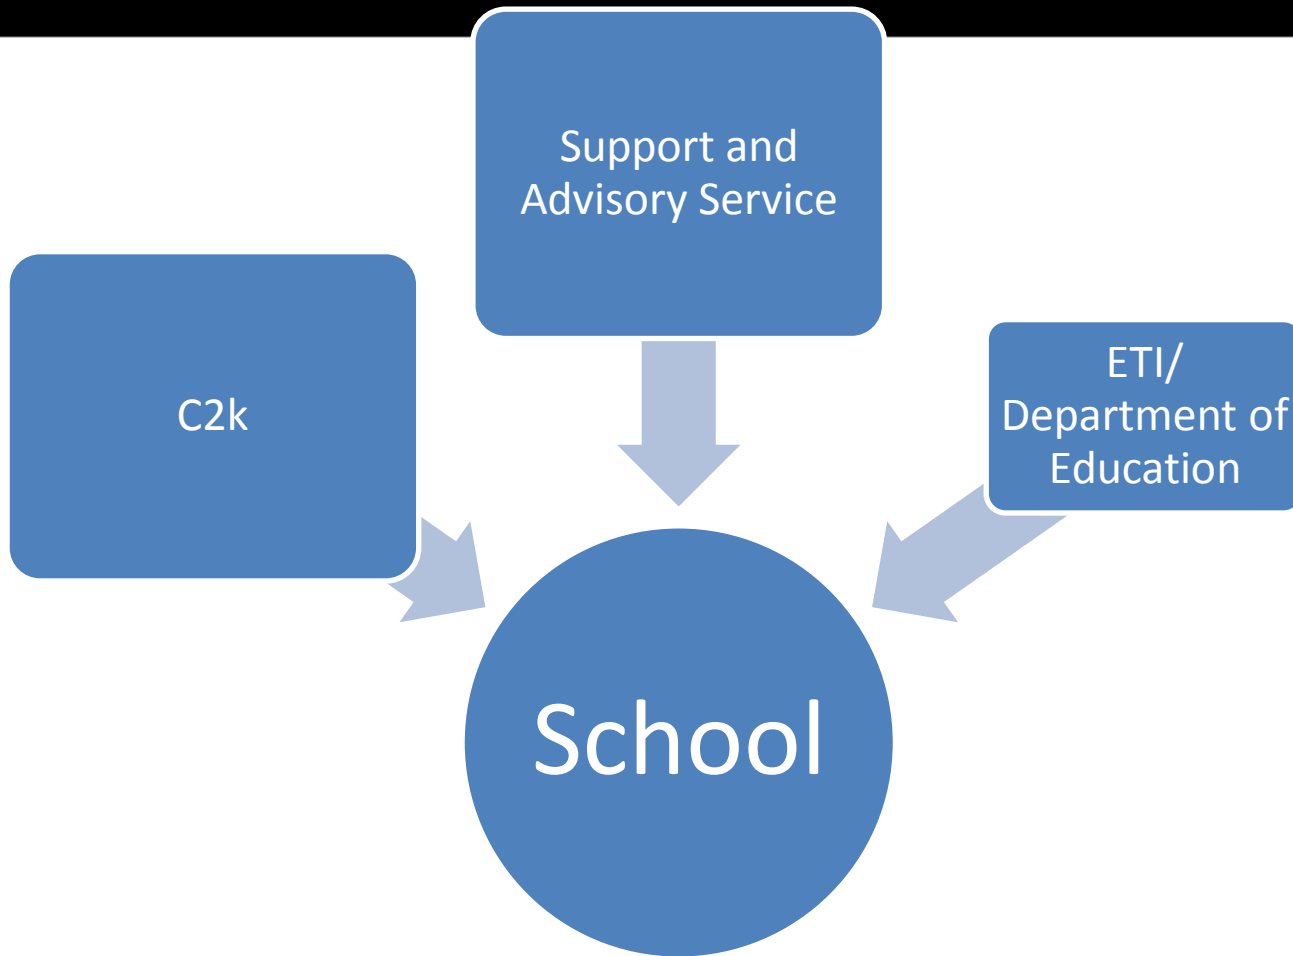 Support and
Advisory Service
C2k
ETI/
Department of
Education
School